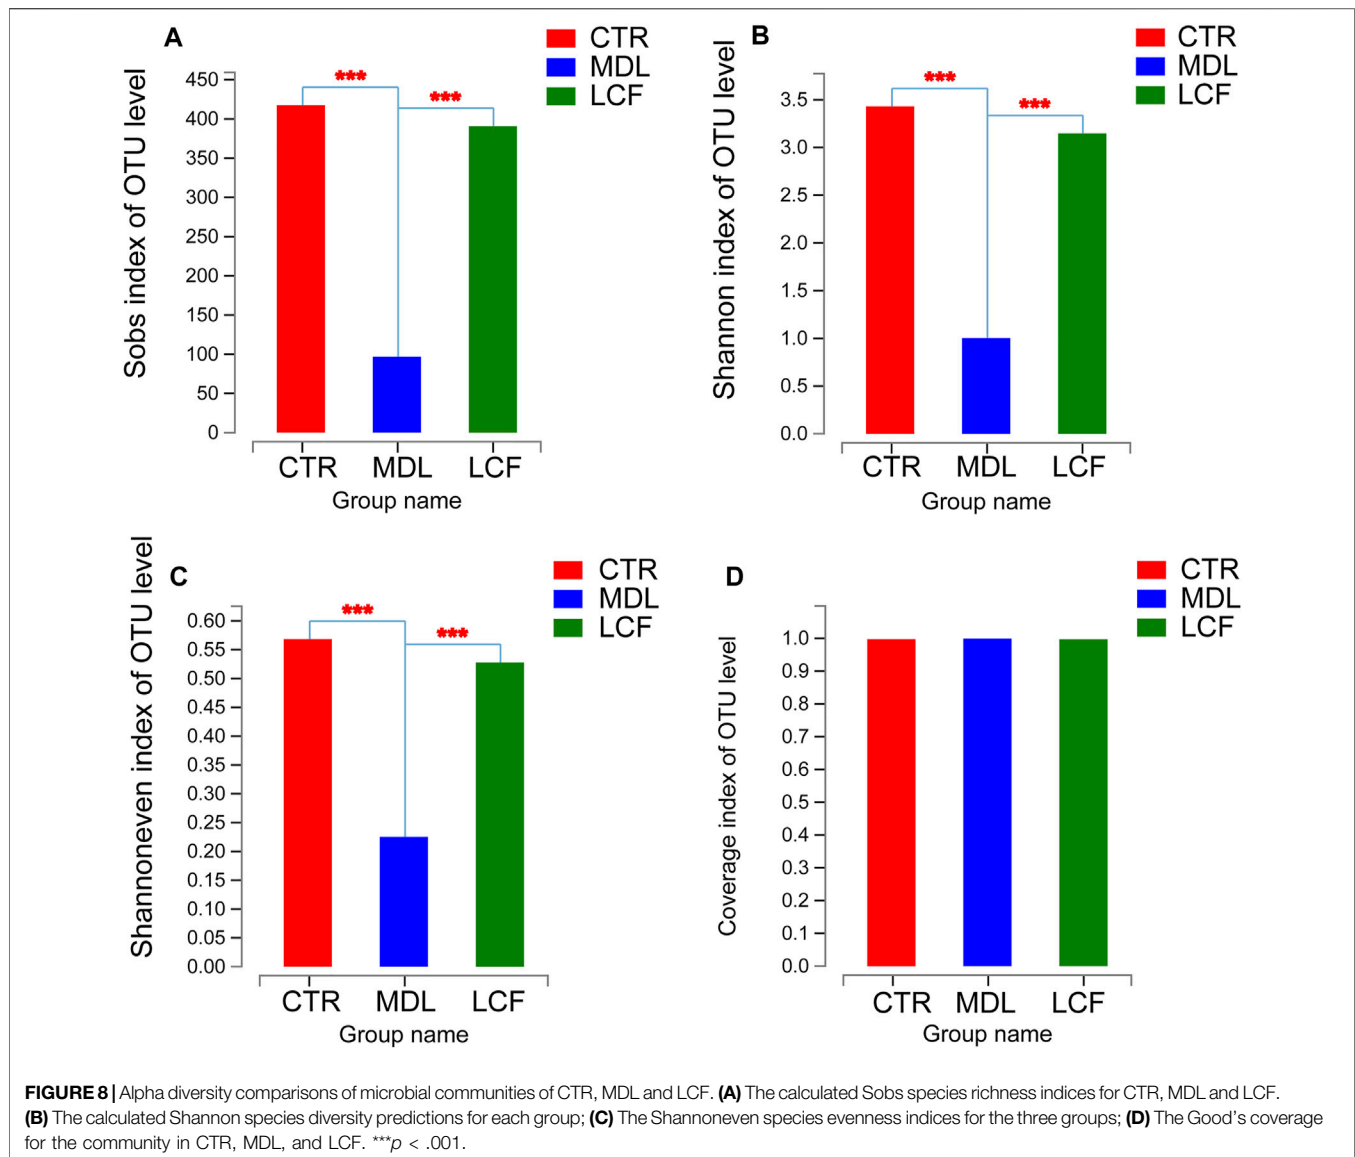 A
Sobs index of OTU level
450
400
350
300
250
200
150
100
50
0
***
***
CTR
MDL
LCF
CTR MDL LCF
Group name
B
Shannon index of OTU level
3.5
3.0
2.5
2.0
1.5
1.0
0.5
0.0
***
***
CTR
MDL
LCF
CTR MDL LCF
Group name
C
Shannoneven index of OTU level
0.60
0.55
0.50
0.45
0.40
0.35
0.30
0.25
0.20
0.15
0.10
0.05
0.00
***
***
CTR
MDL
LCF
CTR MDL LCF
Group name
D
Coverage index of OTU level
1.0
0.9
0.8
0.7
0.6
0.5
0.4
0.3
0.2
0.1
0.0
CTR
MDL
LCF
CTR MDL LCF
Group name
FIGURE 8 | Alpha diversity comparisons of microbial communities of CTR, MDL and LCF. (A) The calculated Sobs species richness indices for CTR, MDL and LCF.
(B) The calculated Shannon species diversity predictions for each group; (C) The Shannoneven species evenness indices for the three groups; (D) The Good's coverage
for the community in CTR, MDL, and LCF. ***p < .001.